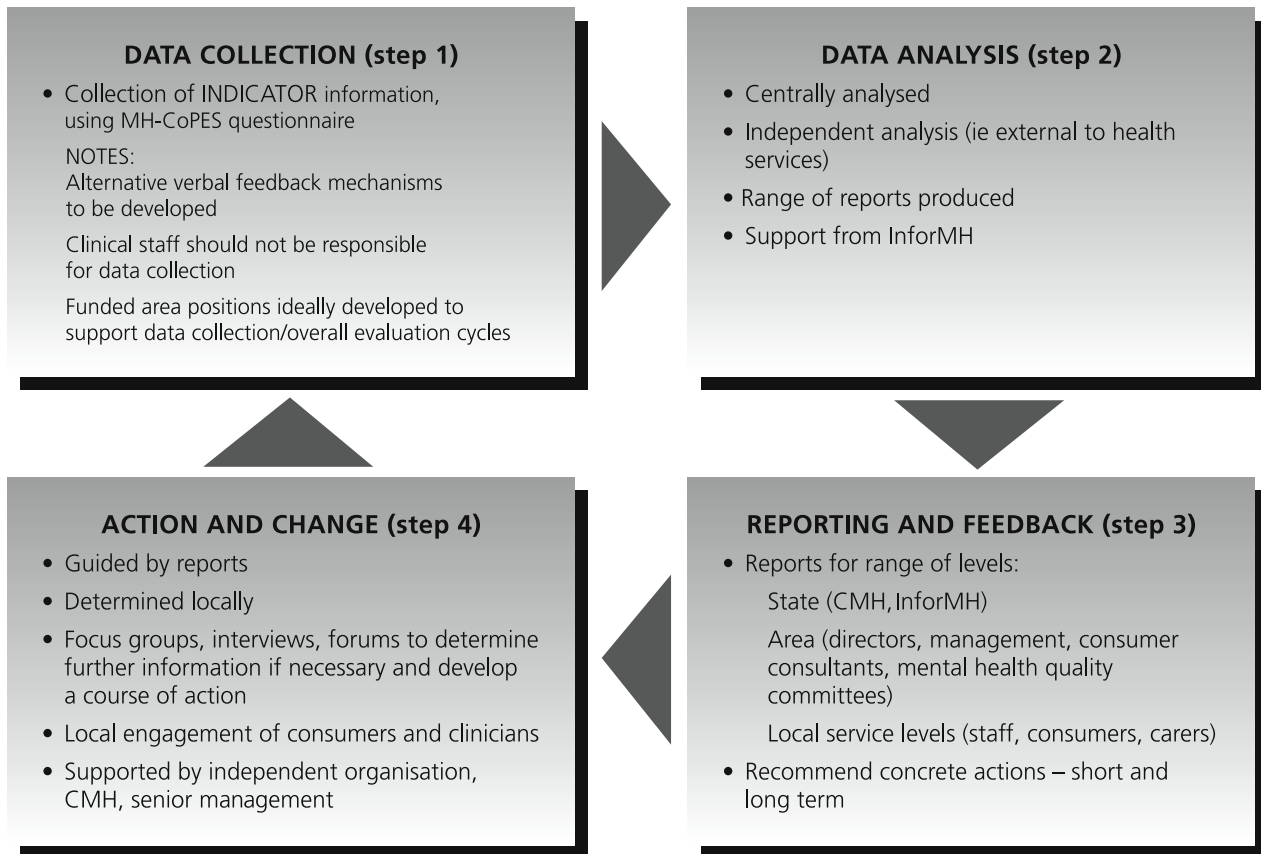 DATA COLLECTION (step 1)
• Collection of INDICATOR information,
using MH-CoPES questionnaire
NOTES:
Alternative verbal feedback mechanisms
to be developed
Clinical staff should not be responsible
for data collection
Funded area positions ideally developed to
support data collection/overall evaluation cycles
DATA ANALYSIS (step 2)
• Centrally analysed
• Independent analysis (ie external to health
services)
• Range of reports produced
• Support from InforMH
REPORTING AND FEEDBACK (step 3)
• Reports for range of levels:
State (CMH, InforMH)
Area (directors, management, consumer
consultants, mental health quality
committees)
Local service levels (staff, consumers, carers)
• Recommend concrete actions – short and
long term
ACTION AND CHANGE (step 4)
• Guided by reports
• Determined locally
• Focus groups, interviews, forums to determine
further information if necessary and develop
a course of action
• Local engagement of consumers and clinicians
• Supported by independent organisation,
CMH, senior management